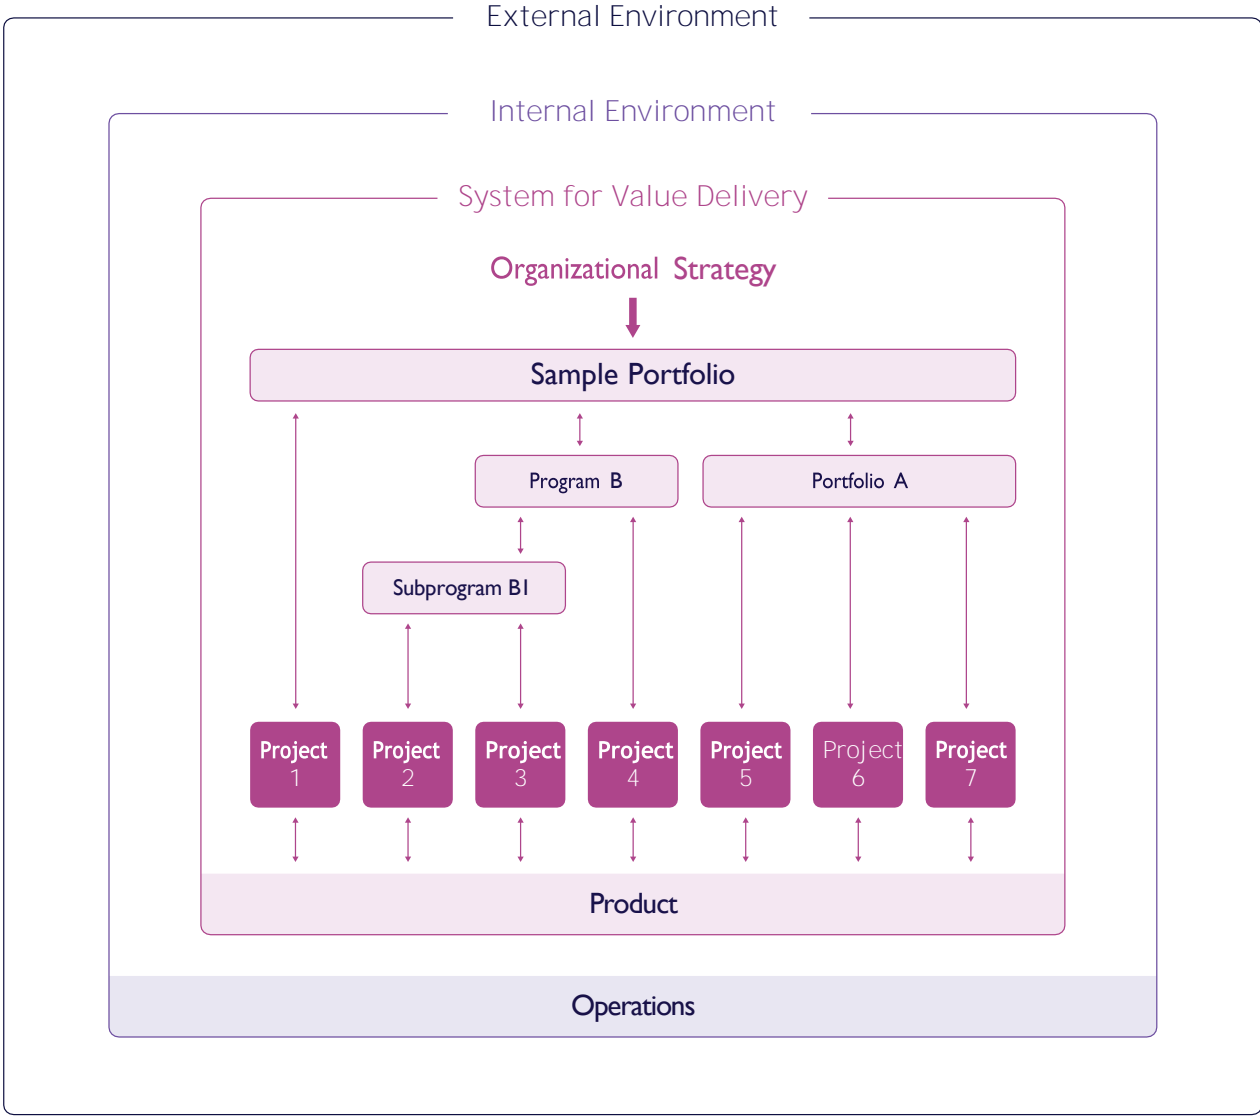 External Environment
Internal Environment
System for Value Delivery
Organizational Strategy
Sample Portfolio
Program B
Portfolio A
Subprogram B1
Project
1
Project
2
Project
3
Project
4
Project
5
Project
6
Project
7
Product
Operations